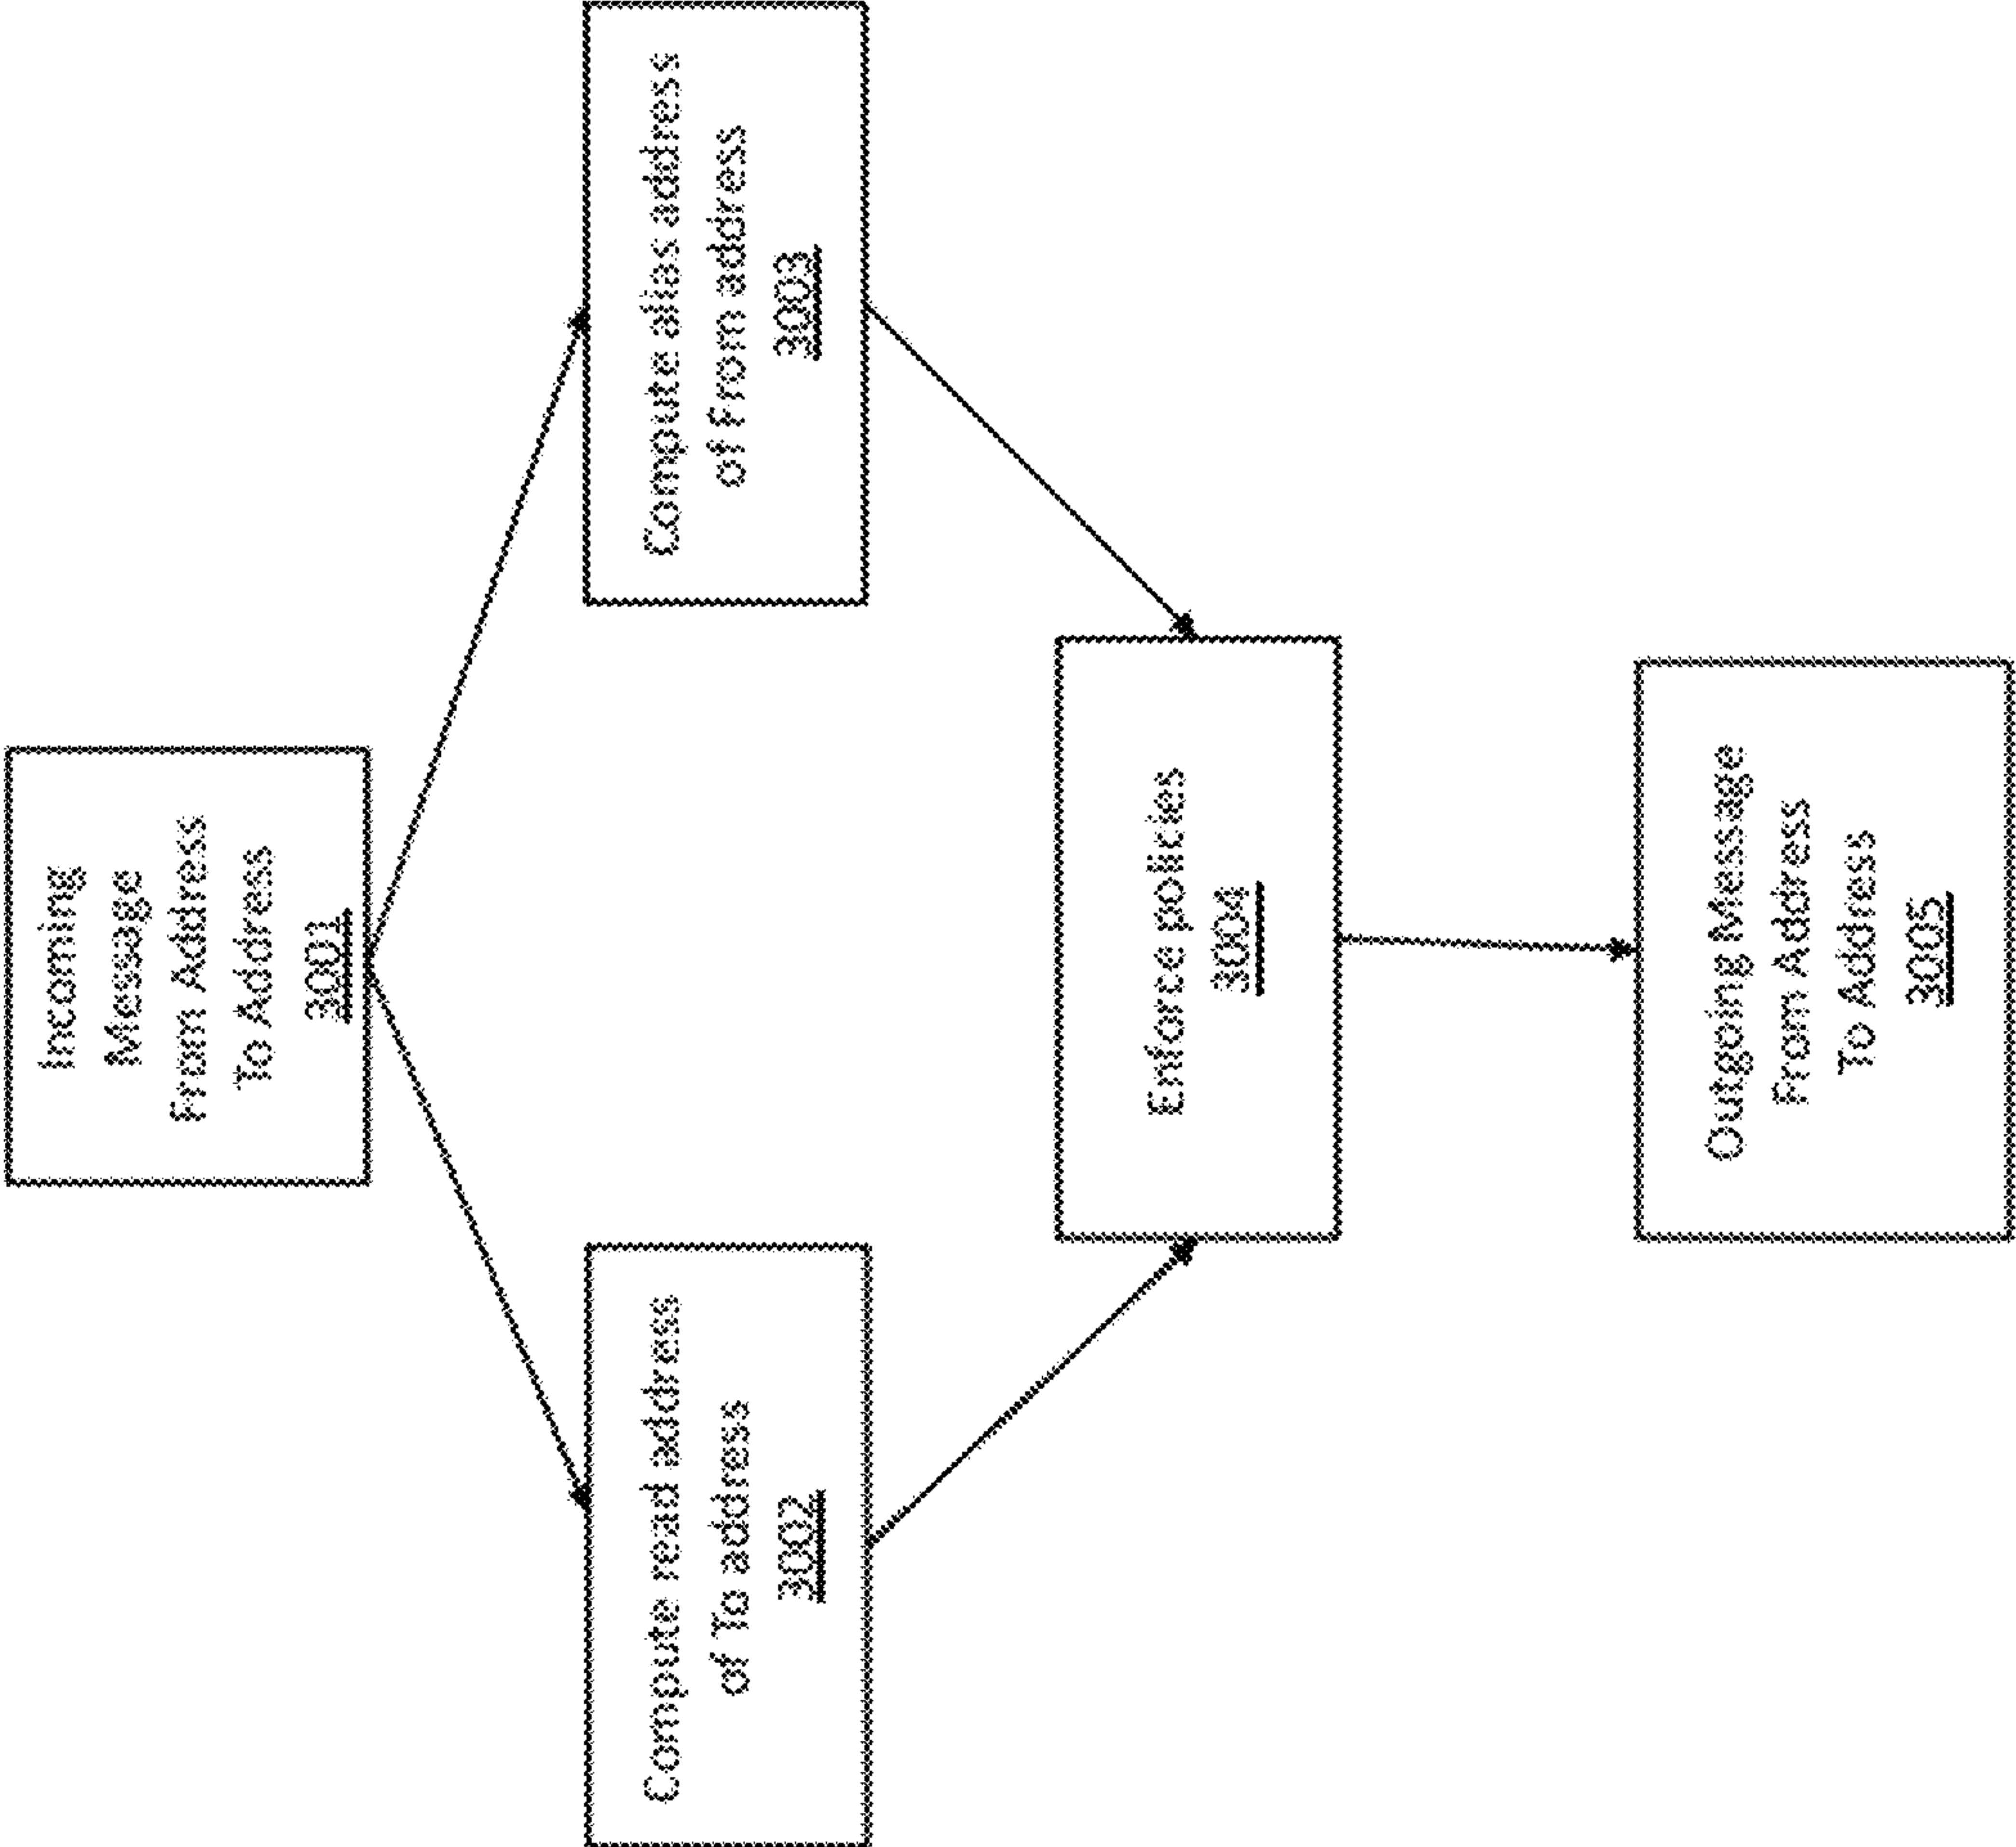 Incoming
Message
From Address
To Address
3001
Compute read address
of To address
3002
Compute alias address
of From address
3003
Enforce policies
3004
Outgoing Message
From Address
To Address
3005